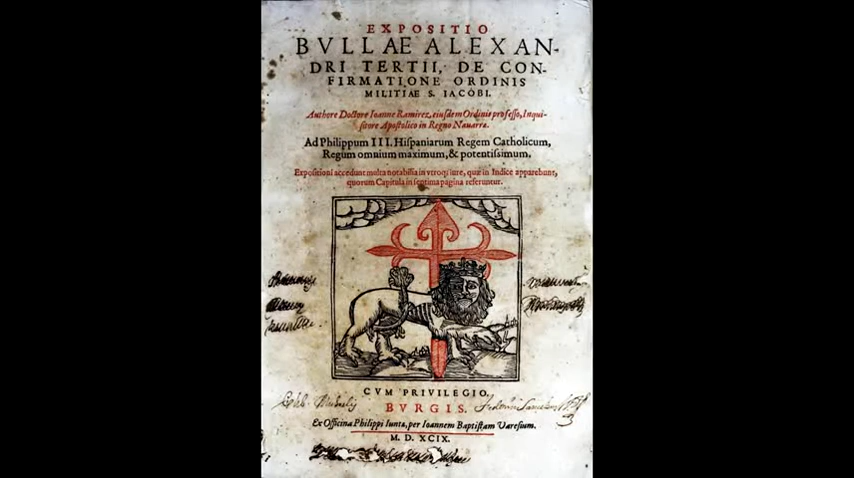 EXPOSITIO
BVLLAE ALEXAN-
DRI TERTII, DE CON-
FIRMATIONE ORDINIS
MILITIAE S. IACOBI.
Authore Doctore Ioanne Ramirez, eiusdem Ordinis professo, Inqui-
sitore Apostolico in Regno Nauarra.
Ad Philippum III. Hispaniarum Regem Catholicum,
Regum omnium maximum, & potentissimum.
Expositioni accedunt multa notabilia in vtroq; iure, quæ in Indice apparebunt,
quorum Capitula in septima pagina referuntur.
CVM PRIVILEGIO.
BVRGIS.
Ex Officina Philippi Iunta, per Ioannem Baptistam Varesium.
M. D. XCIX.